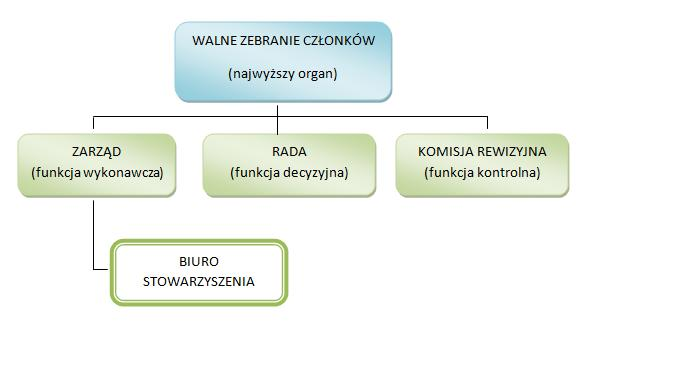 WALNE ZEBRANIE CZŁONKÓW
(najwyższy organ)
ZARZĄD
(funkcja wykonawcza)
RADA
(funkcja decyzyjna)
KOMISJA REWIZYJNA
(funkcja kontrolna)
BIURO
STOWARZYSZENIA